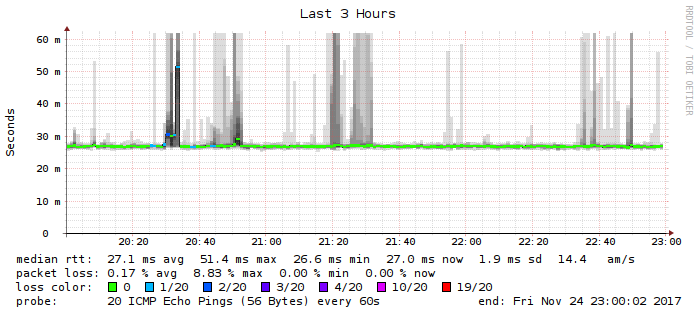 Last 3 Hours
RRDTOOL / TOBI OETIKER
Seconds
60 m
50 m
40 m
30 m
20 m
10 m
0
20:20 20:40 21:00 21:20 21:40 22:00 22:20 22:40 23:00
median rtt: 27.1 ms avg 51.4 ms max 26.6 ms min 27.0 ms now 1.9 ms sd 14.4 am/s
packet loss: 0.17 % avg 8.83 % max 0.00 % min 0.00 % now
loss color: 0 1/20 2/20 3/20 4/20 10/20 19/20
probe: 20 ICMP Echo Pings (56 Bytes) every 60s end: Fri Nov 24 23:00:02 2017